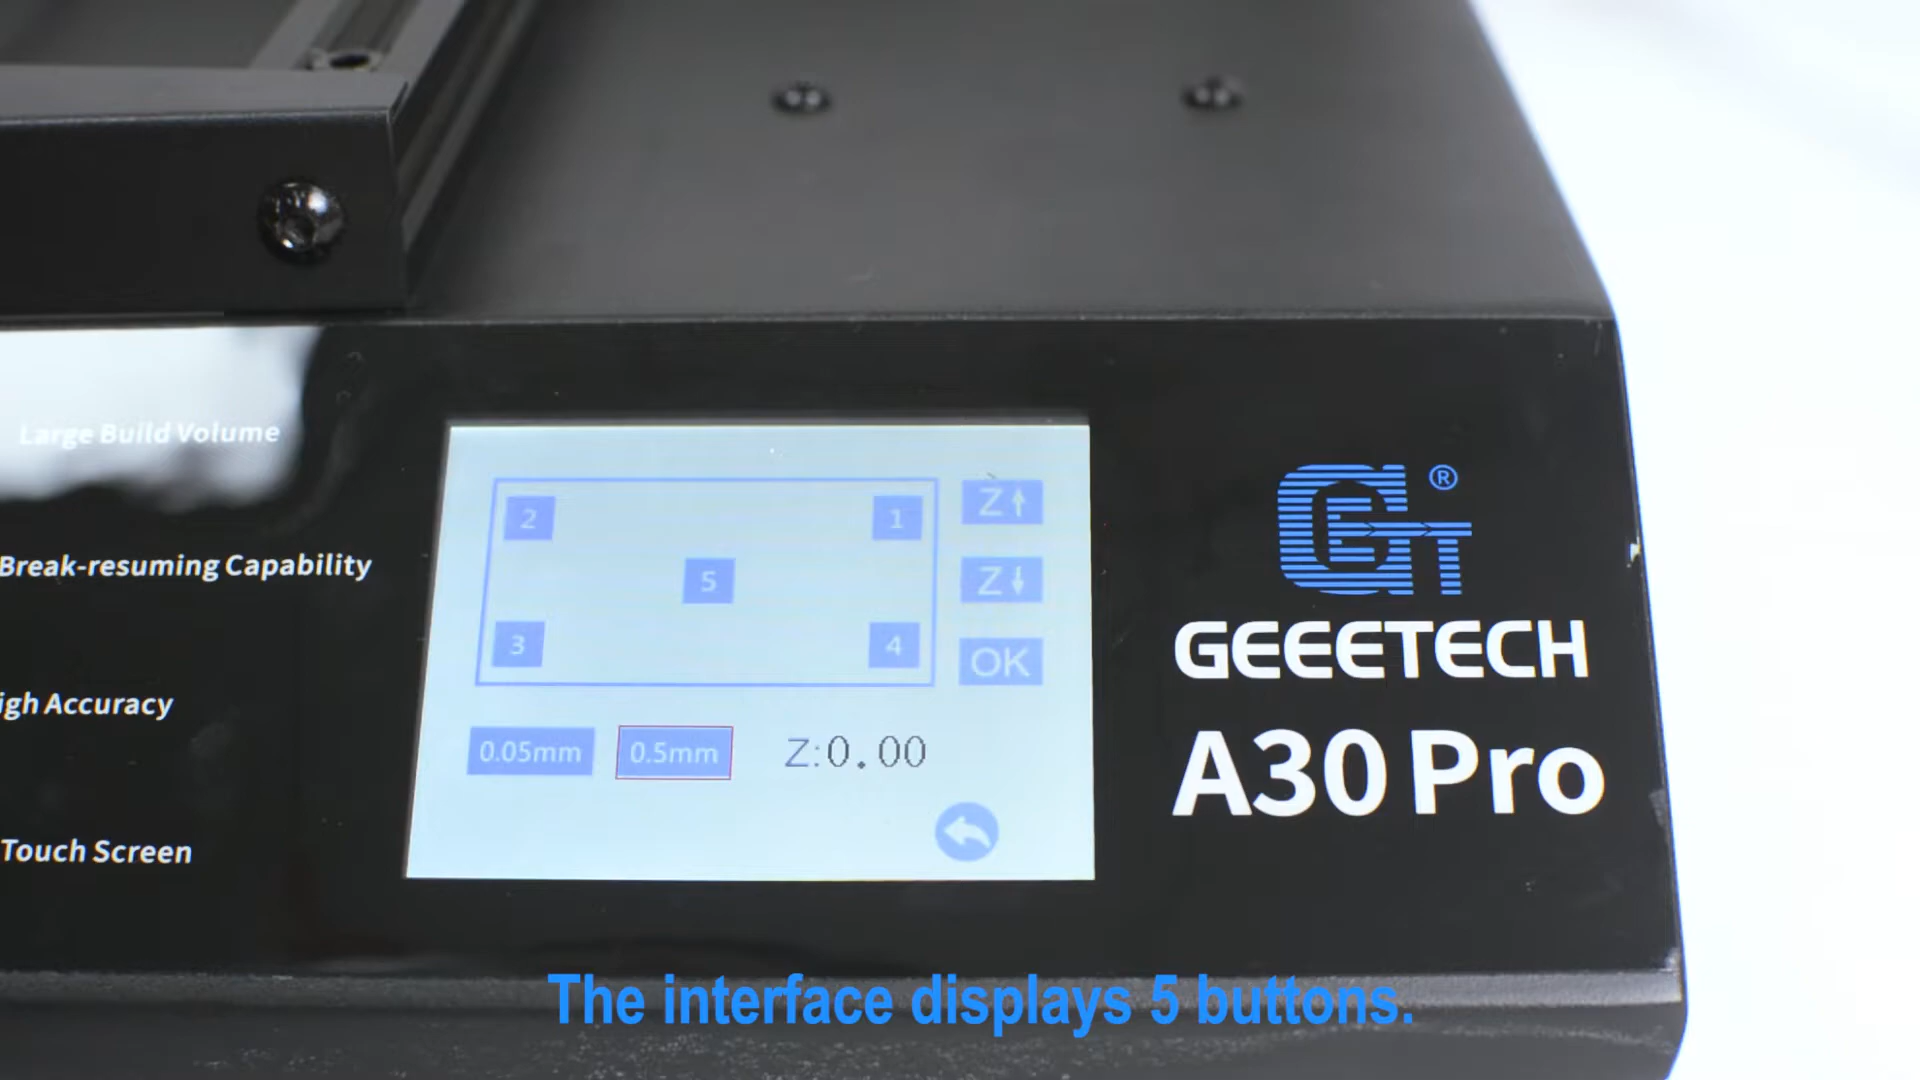 Large Build Volume
Break-resuming Capability
igh Accuracy
Touch Screen
2
1
5
3
4
Z↑
Z↓
OK
0.05mm
0.5mm
Z:0.00
GT
®
GEEETECH
A30 Pro
The interface displays 5 buttons.